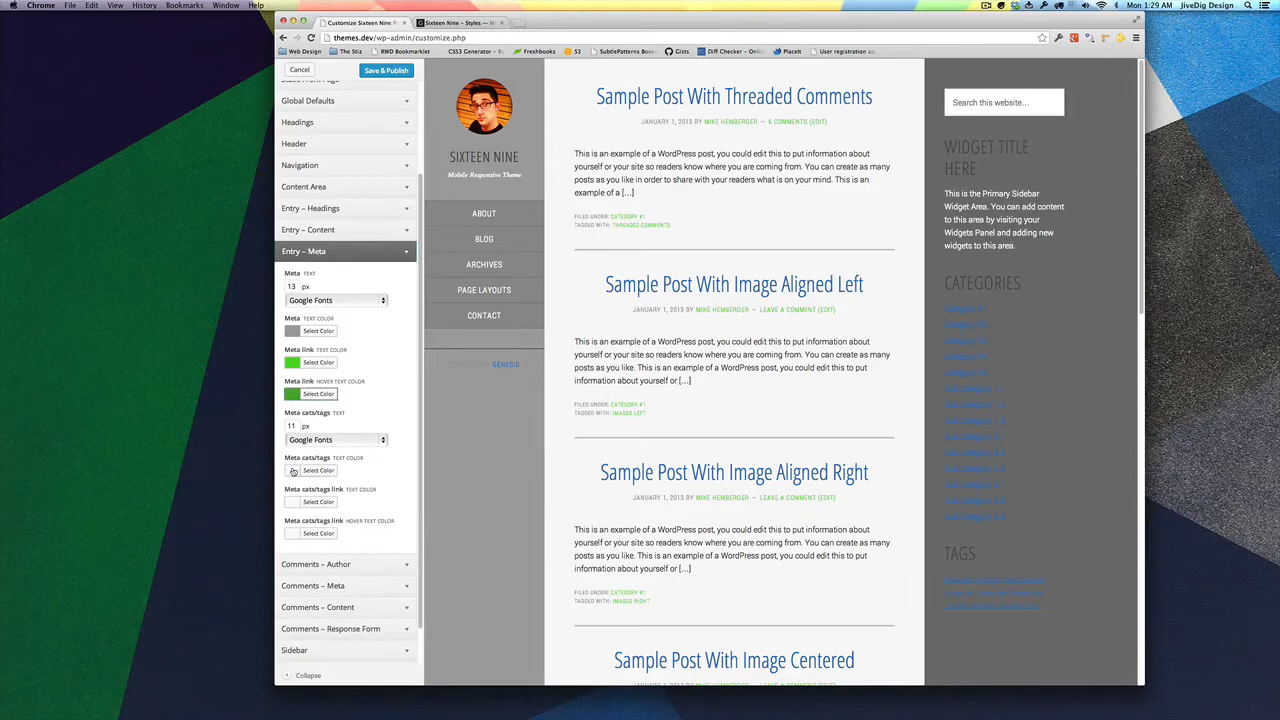 Chrome File Edit View History Bookmarks Window Help
Mon 1:29 AM JiveDig Design
Customize Sixteen Nine P
Sixteen Nine – Styles — M
themes.dev/wp-admin/customize.php
Web Design The Stiz RWD Bookmarklet CSS3 Generator Freshbooks 53 SubtlePatterns Book Gists Diff Checker – Onlin PlaceIt User registration ap
Cancel
Save & Publish
Global Defaults
Headings
Header
Navigation
Content Area
Entry – Headings
Entry – Content
Entry – Meta
Meta TEXT
13 px
Google Fonts
Meta TEXT COLOR
Select Color
Meta link TEXT COLOR
Select Color
Meta link HOVER TEXT COLOR
Select Color
Meta cats/tags TEXT
11 px
Google Fonts
Meta cats/tags TEXT COLOR
Select Color
Meta cats/tags link TEXT COLOR
Select Color
Meta cats/tags link HOVER TEXT COLOR
Select Color
Comments – Author
Comments – Meta
Comments – Content
Comments – Response Form
Sidebar
Collapse
SIXTEEN NINE
Mobile Responsive Theme
ABOUT
BLOG
ARCHIVES
PAGE LAYOUTS
CONTACT
GENESIS
Sample Post With Threaded Comments
JANUARY 1, 2013 BY MIKE HEMBERGER — 6 COMMENTS (EDIT)
This is an example of a WordPress post, you could edit this to put information about
yourself or your site so readers know where you are coming from. You can create as many
posts as you like in order to share with your readers what is on your mind. This is an
example of a […]
FILED UNDER: CATEGORY #1
TAGGED WITH: THREADED COMMENTS
Sample Post With Image Aligned Left
JANUARY 1, 2013 BY MIKE HEMBERGER — LEAVE A COMMENT (EDIT)
This is an example of a WordPress post, you could edit this to put information about
yourself or your site so readers know where you are coming from. You can create as many
posts as you like. This is an example of a WordPress post, you could edit this to put
information about yourself or […]
FILED UNDER: CATEGORY #1
TAGGED WITH: IMAGES LEFT
Sample Post With Image Aligned Right
JANUARY 1, 2013 BY MIKE HEMBERGER — LEAVE A COMMENT (EDIT)
This is an example of a WordPress post, you could edit this to put information about
yourself or your site so readers know where you are coming from. You can create as many
posts as you like. This is an example of a WordPress post, you could edit this to put
information about yourself or […]
FILED UNDER: CATEGORY #1
TAGGED WITH: IMAGES RIGHT
Sample Post With Image Centered
JANUARY 1, 2013 BY MIKE HEMBERGER — LEAVE A COMMENT (EDIT)
Search this website…
WIDGET TITLE
HERE
This is the Primary Sidebar
Widget Area. You can add content
to this area by visiting your
Widgets Panel and adding new
widgets to this area.
CATEGORIES
TAGS